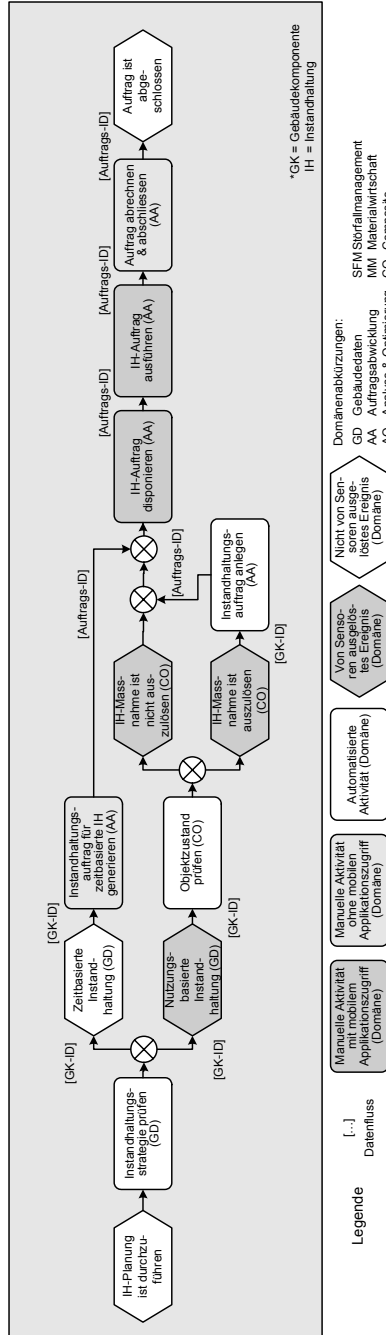 IH-Planung
ist durchzu-
führen
Instandhaltungs-
strategie prüfen
(GD)
[GK-ID]
[GK-ID]
Zeitbasierte
Instand-
haltung (GD)
Nutzungs-
basierte
Instand-
haltung (GD)
[GK-ID]
[GK-ID]
Instandhaltungs-
auftrag für
zeitbasierte IH
generieren (AA)
Objektzustand
prüfen (CO)
IH-Mass-
nahme ist
nicht aus-
zulösen (CO)
IH-Mass-
nahme ist
auszulösen
(CO)
[GK-ID]
Instandhaltungs-
auftrag anlegen
(AA)
[Auftrags-ID]
[Auftrags-ID]
IH-Auftrag
disponieren (AA)
[Auftrags-ID]
IH-Auftrag
ausführen (AA)
[Auftrags-ID]
Auftrag abrechnen
& abschliessen
(AA)
[Auftrags-ID]
Auftrag ist
abge-
schlossen
*GK = Gebäudekomponente
IH = Instandhaltung
Legende
[...]
Datenfluss
Manuelle Aktivität
mit mobilem
Applikationszugriff
(Domäne)
Manuelle Aktivität
ohne mobilen
Applikationszugriff
(Domäne)
Automatisierte
Aktivität (Domäne)
Von Senso-
ren ausgelös-
tes Ereignis
(Domäne)
Nicht von Sen-
soren ausge-
löstes Ereignis
(Domäne)
Domänenabkürzungen:
GD Gebäudedaten
AA Auftragsabwicklung
SFM Störfallmanagement
MM Materialwirtschaft